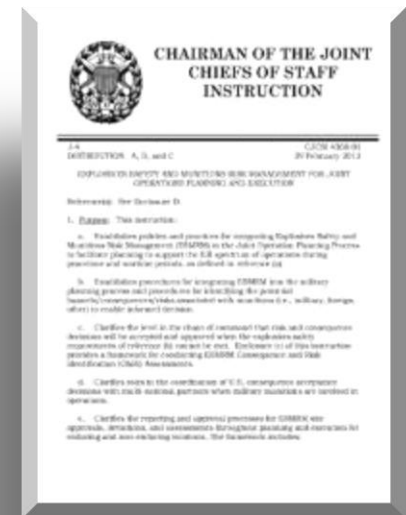 CHAIRMAN OF THE JOINT
CHIEFS OF STAFF
INSTRUCTION
J-4
DISTRIBUTION: A, B, and C
EXPLOSIVES SAFETY AND MUNITIONS RISK MANAGEMENT FOR JOINT
OPERATIONS PLANNING AND EXECUTION
References: See Enclosure
1. Purpose: This instruction:
a. Establishes policies and procedures for integrating Explosives Safety and
Munitions Risk Management (ESMRM) in the Joint Operation Planning Process
to facilitate planning to support the full spectrum of operations during
peacetime and wartime periods, as defined in reference (a).
b. Establishes procedures for integrating ESMRM into the military
planning process and procedures for identifying the potential
hazards/consequences/risks associated with munitions (i.e., military, foreign,
other) to enable informed decision.
c. Clarifies the level in the chain of command that risk and consequence
decisions will be accepted and approved when the explosives safety
requirements of reference (b) cannot be met. Enclosure of this instruction
provides a framework for conducting ESMRM Consequence and Risk
Identification Assessments.
d. Clarifies roles in the coordination of U.S. consequence acceptance
decisions with multi-national partners when military munitions are involved in
operations.
e. Clarifies the reporting and approval processes for ESMRM site
approvals, deviations, and assessments throughout planning and execution for
enduring and non-enduring missions. The framework includes: